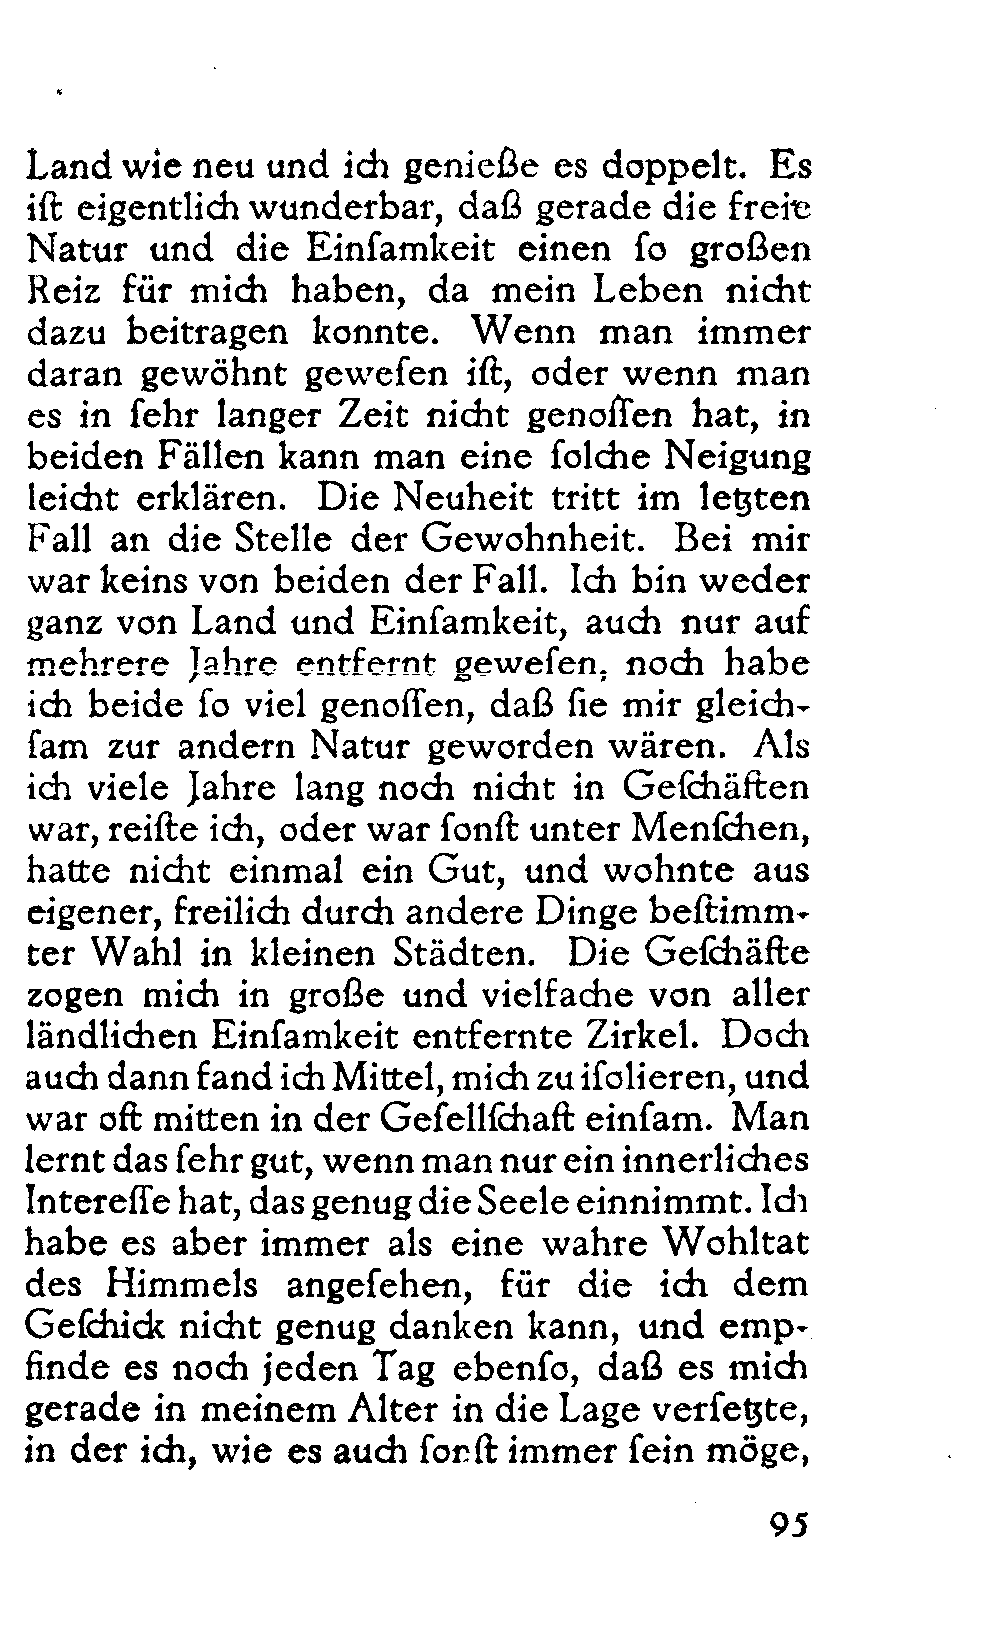 Land wie neu und ich genieße es doppelt. Es
iſt eigentlich wunderbar, daß gerade die freie
Natur und die Einſamkeit einen ſo großen
Reiz für mich haben, da mein Leben nicht
dazu beitragen konnte. Wenn man immer
daran gewöhnt geweſen iſt, oder wenn man
es in ſehr langer Zeit nicht genoſſen hat, in
beiden Fällen kann man eine ſolche Neigung
leicht erklären. Die Neuheit tritt im letzten
Fall an die Stelle der Gewohnheit. Bei mir
war keins von beiden der Fall. Ich bin weder
ganz von Land und Einſamkeit, auch nur auf
mehrere Jahre entfernt geweſen, noch habe
ich beide ſo viel genoſſen, daß ſie mir gleich-
ſam zur andern Natur geworden wären. Als
ich viele Jahre lang noch nicht in Geſchäften
war, reiſte ich, oder war ſonſt unter Menſchen,
hatte nicht einmal ein Gut, und wohnte aus
eigener, freilich durch andere Dinge beſtimm-
ter Wahl in kleinen Städten. Die Geſchäfte
zogen mich in große und vielfache von aller
ländlichen Einſamkeit entfernte Zirkel. Doch
auch dann fand ich Mittel, mich zu iſolieren, und
war oft mitten in der Geſellſchaft einſam. Man
lernt das ſehr gut, wenn man nur ein innerliches
Intereſſe hat, das genug die Seele einnimmt. Ich
habe es aber immer als eine wahre Wohltat
des Himmels angeſehen, für die ich dem
Geſchick nicht genug danken kann, und emp-
finde es noch jeden Tag ebenſo, daß es mich
gerade in meinem Alter in die Lage verſetzte,
in der ich, wie es auch ſonſt immer ſein möge,
95